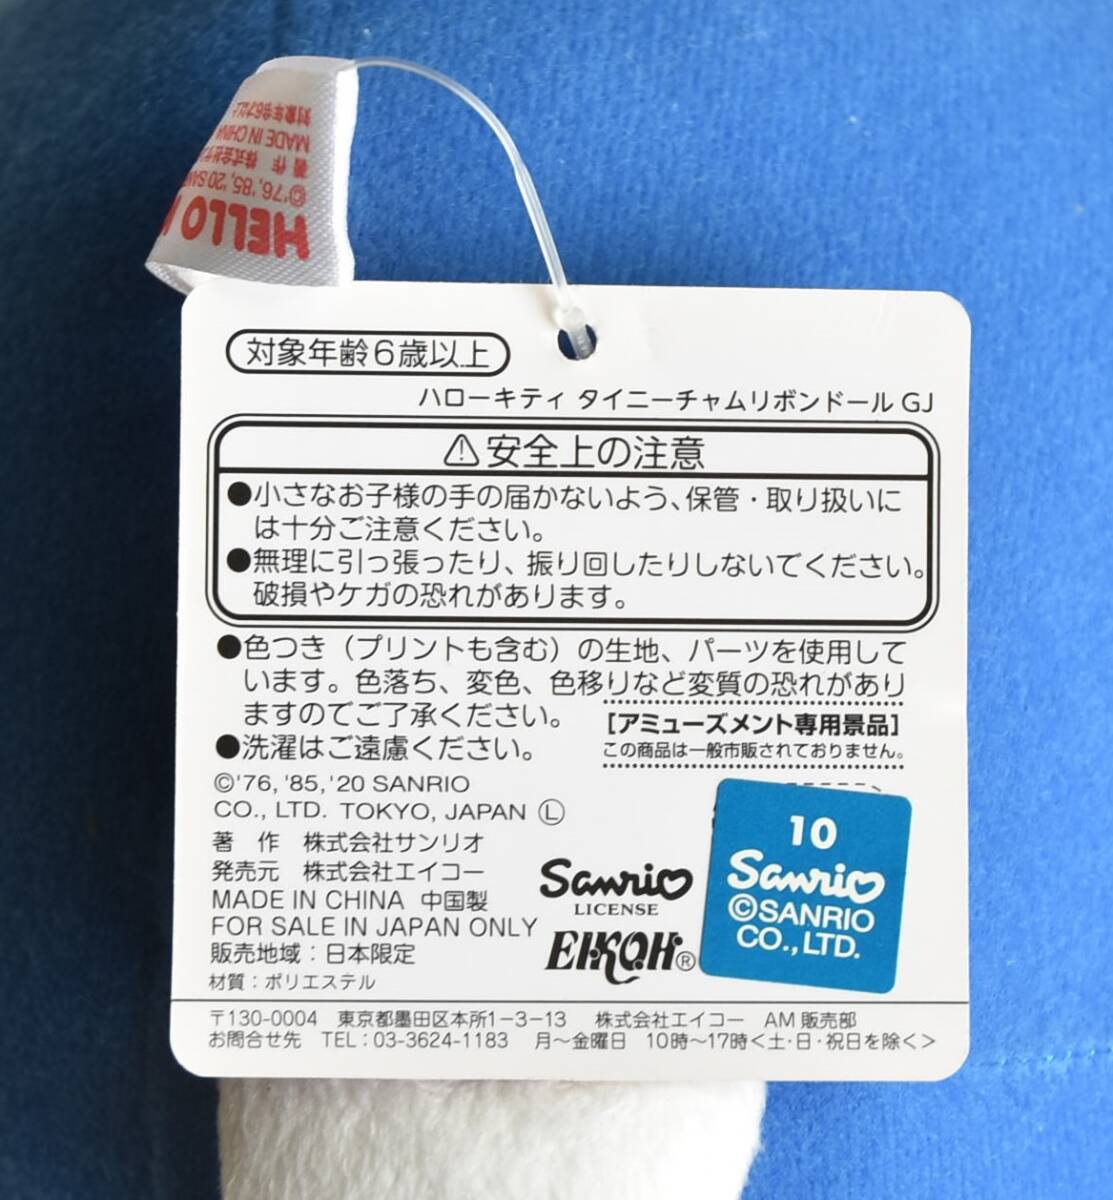 HELLO
©'76, '85, '20
著 作 株式会社
MADE IN CHINA
対象年齢6才以上
対象年齢6歳以上
ハローキティ タイニーチャムリボンドール GJ
⚠安全上の注意
●小さなお子様の手の届かないよう、保管・取り扱いに
は十分ご注意ください。
●無理に引っ張ったり、振り回したりしないでください。
破損やケガの恐れがあります。
●色つき（プリントも含む）の生地、パーツを使用して
います。色落ち、変色、色移りなど変質の恐れがあり
ますのでご了承ください。
●洗濯はご遠慮ください。
[アミューズメント専用景品]
この商品は一般市販されておりません。
©'76, '85, '20 SANRIO
CO., LTD. TOKYO, JAPAN Ⓛ
著 作 株式会社サンリオ
発売元 株式会社エイコー
MADE IN CHINA 中国製
FOR SALE IN JAPAN ONLY
販売地域：日本限定
材質：ポリエステル
Sanrio
LICENSE
EIKOH®
10
Sanrio
©SANRIO
CO., LTD.
〒130-0004 東京都墨田区本所1-3-13 株式会社エイコー AM販売部
お問合せ先 TEL：03-3624-1183 月～金曜日 10時～17時＜土・日・祝日を除く＞